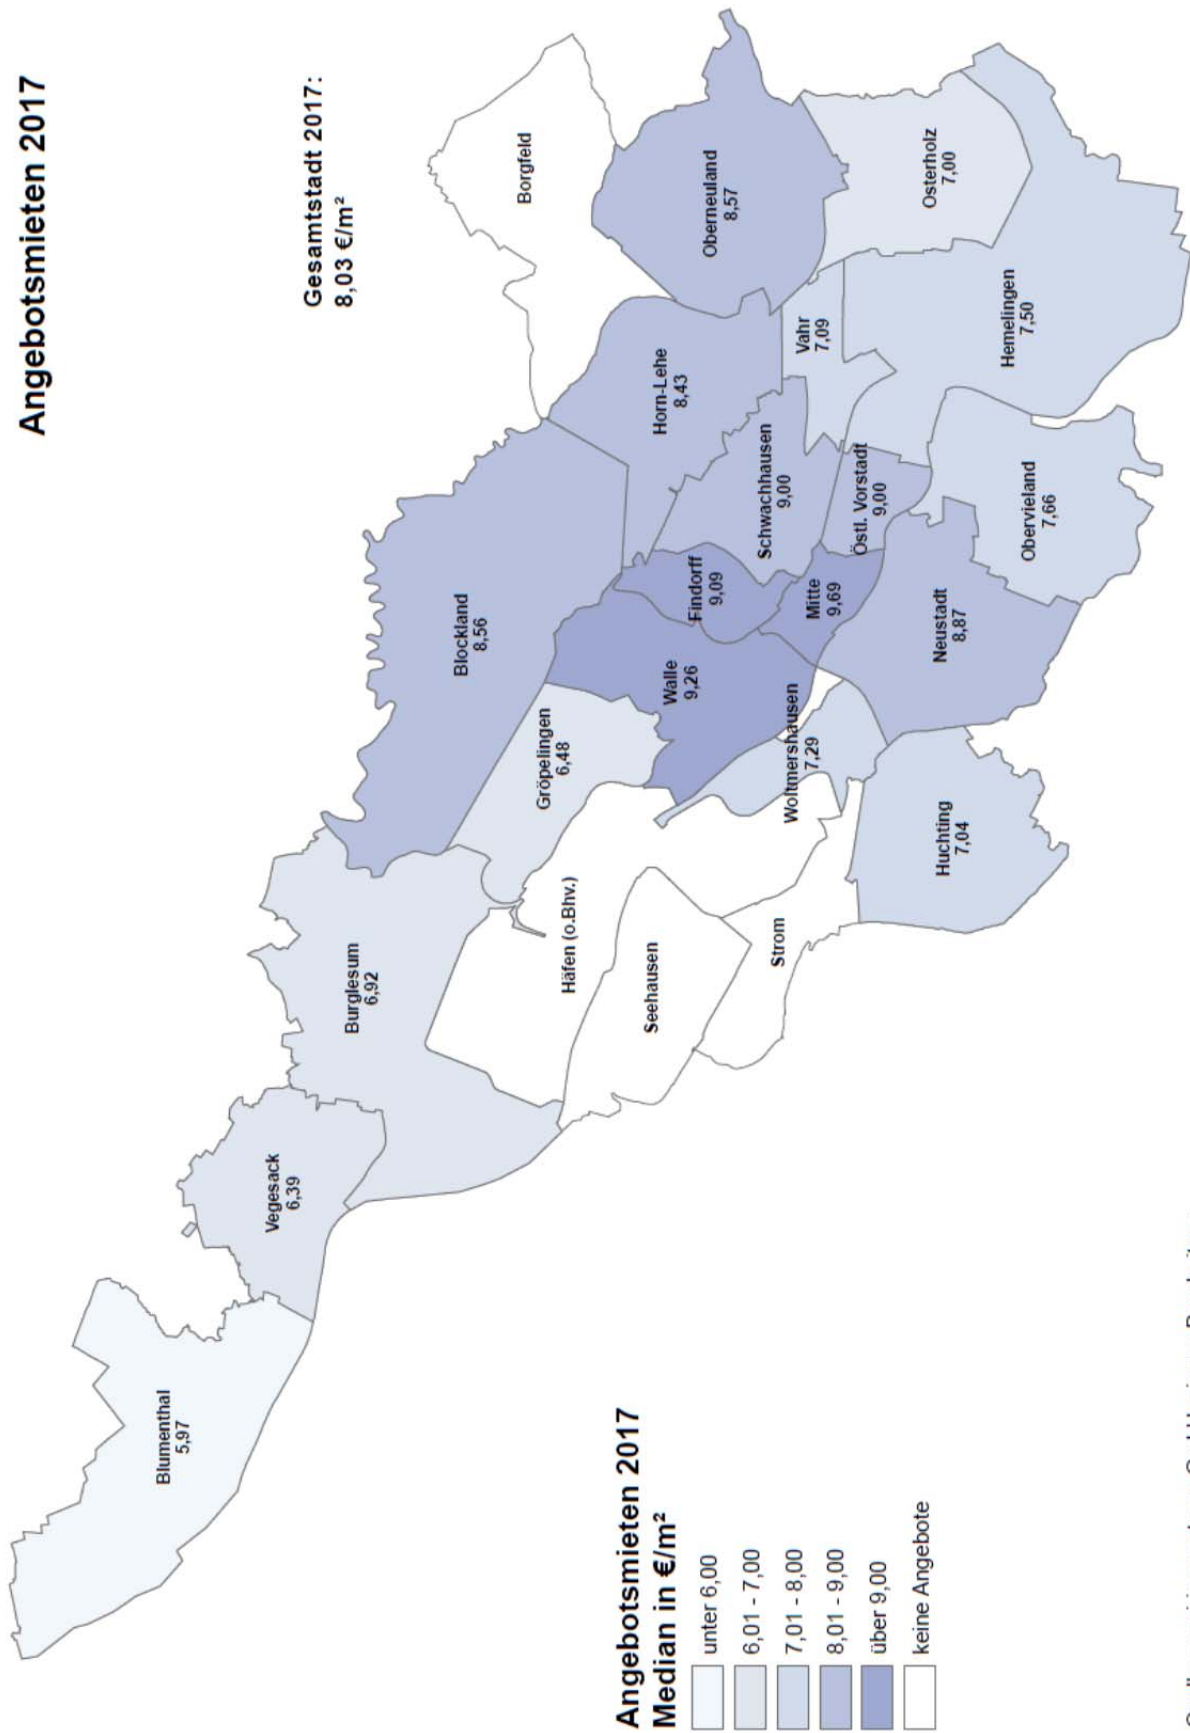 Angebotsmieten 2017
Gesamtstadt 2017:
8,03 €/m²
Blumenthal
5,97
Vegesack
6,39
Burglesum
6,92
Blockland
8,56
Borgfeld
Gröpelingen
6,48
Häfen (o.Bhv.)
Seehausen
Strom
Walle
9,26
Findorff
9,09
Horn-Lehe
8,43
Oberneuland
8,57
Schwachhausen
9,00
Vahr
7,09
Osterholz
7,00
Mitte
9,69
Östl. Vorstadt
9,00
Woltmershausen
7,29
Neustadt
8,87
Huchting
7,04
Obervieland
7,66
Hemelingen
7,50
Angebotsmieten 2017
Median in €/m²
unter 6,00
6,01 - 7,00
7,01 - 8,00
8,01 - 9,00
über 9,00
keine Angebote